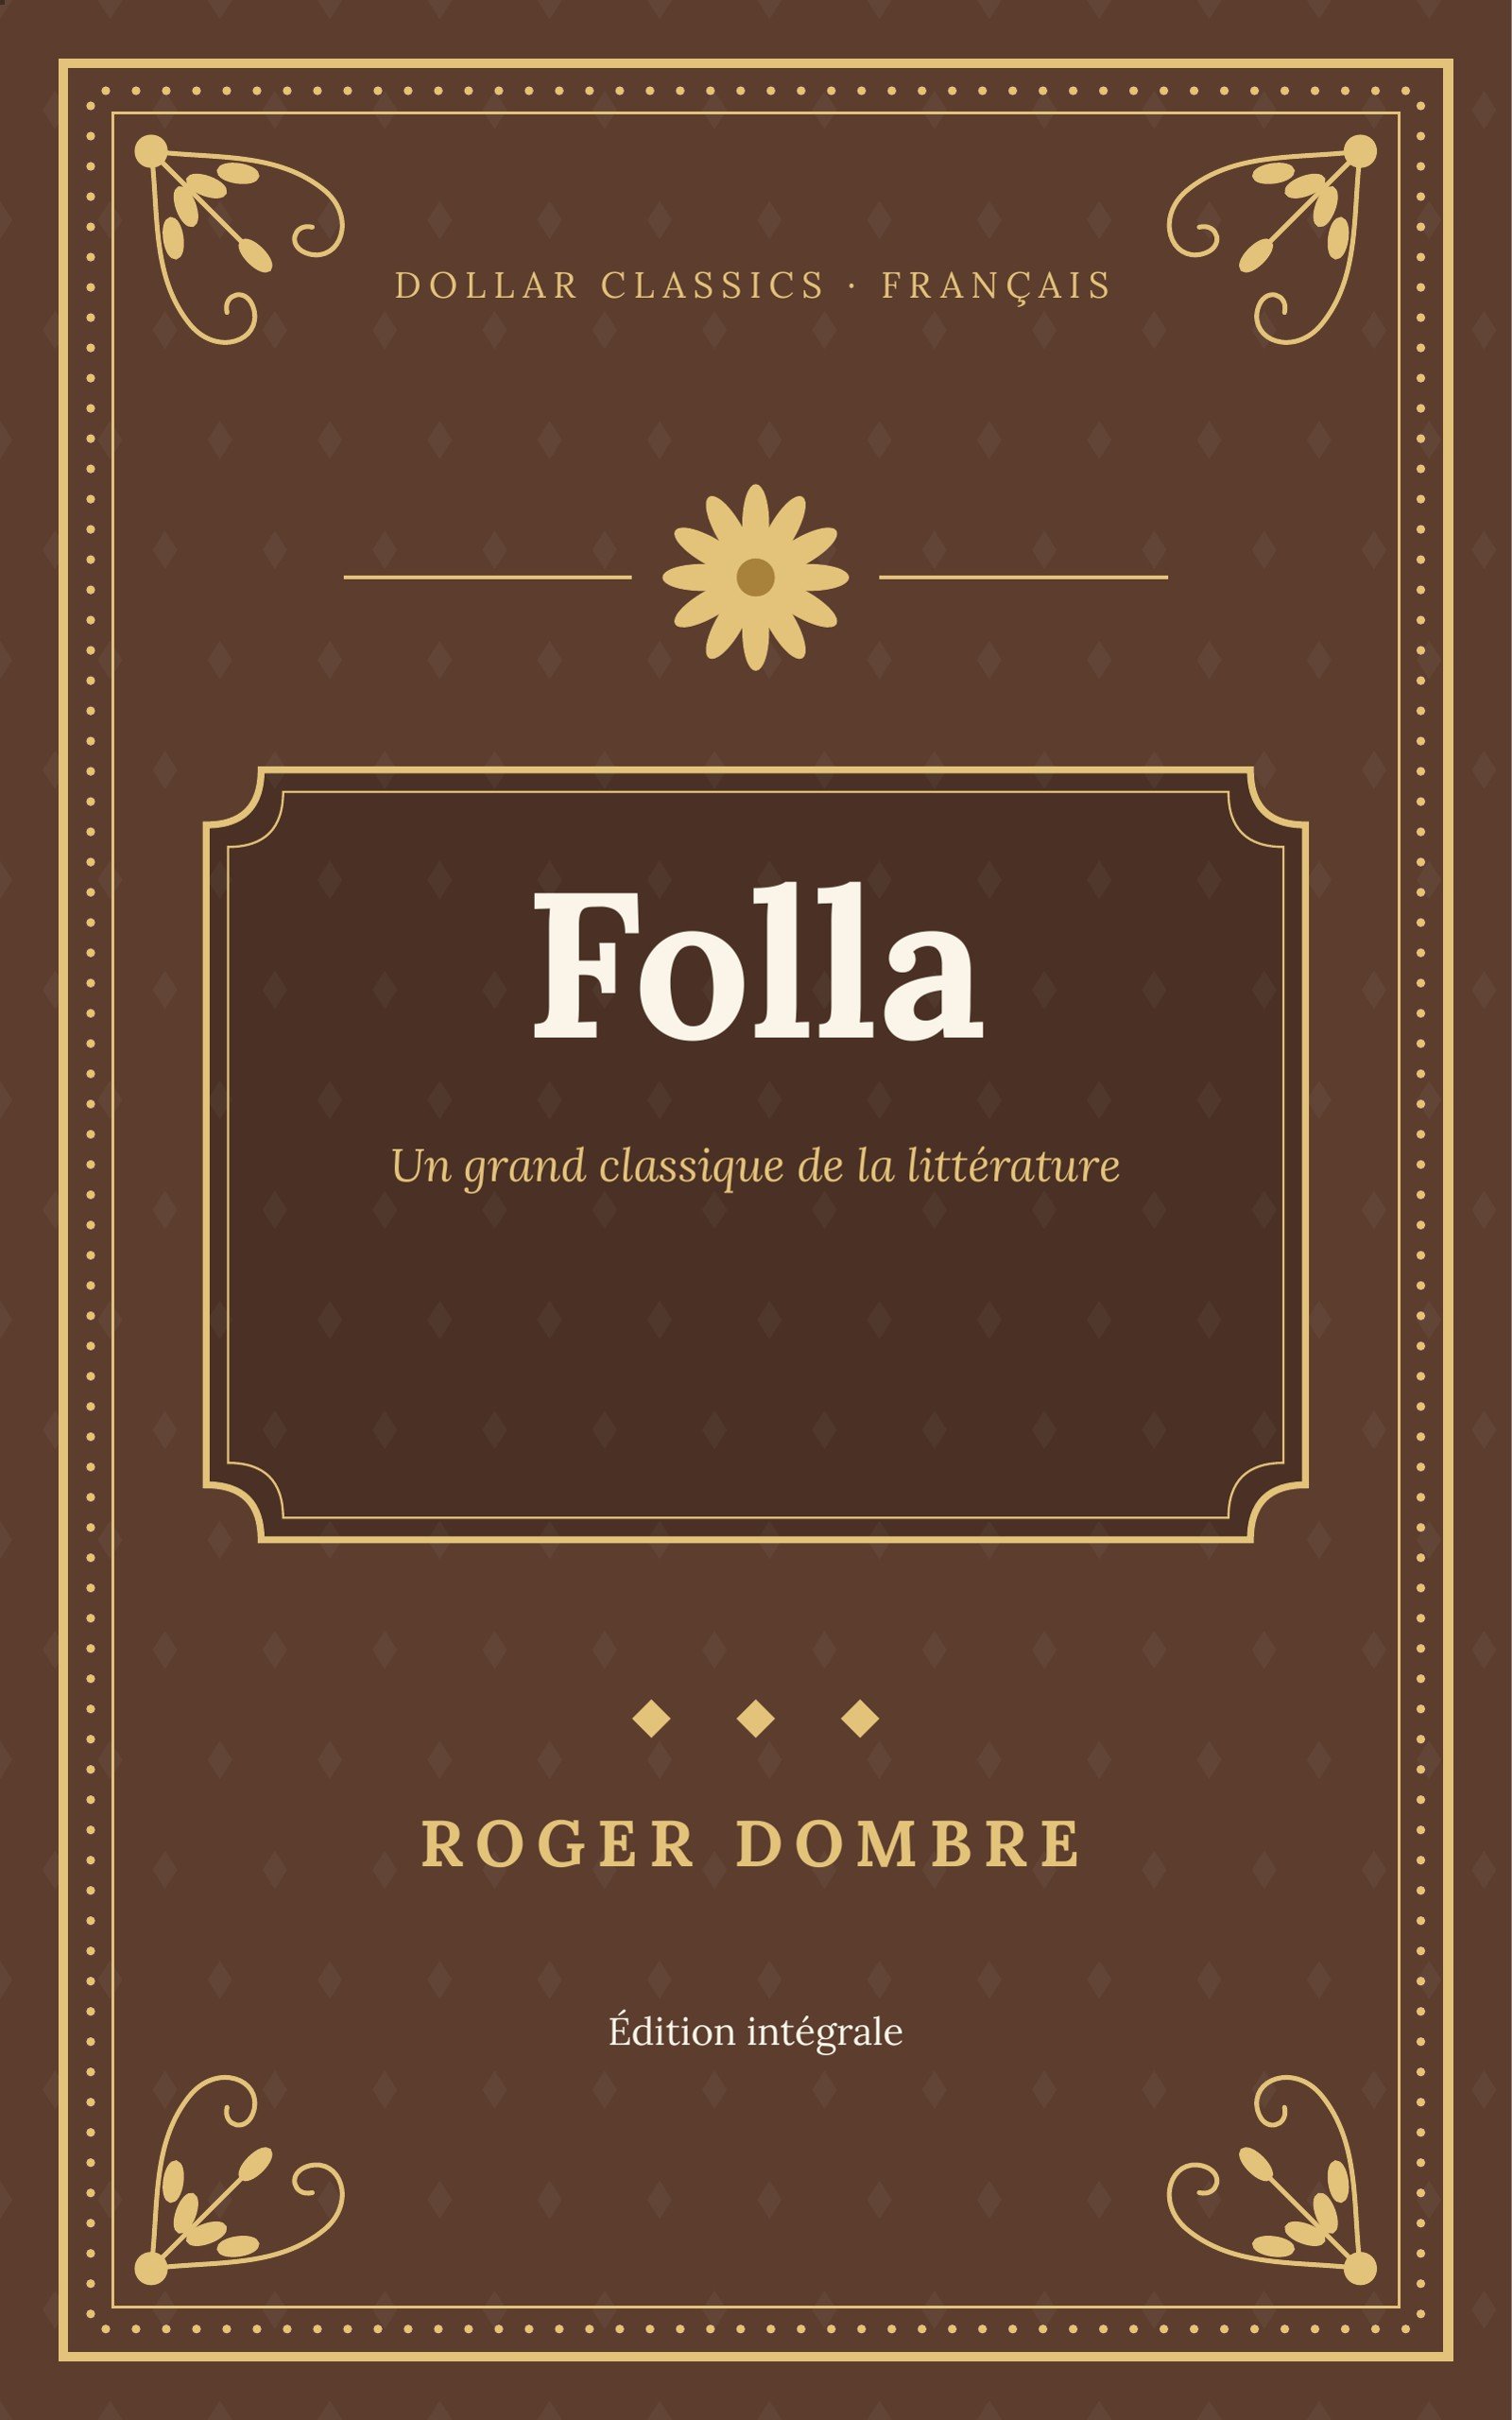 DOLLAR CLASSICS · FRANÇAIS
Folla
Un grand classique de la littérature
ROGER DOMBRE
Édition intégrale